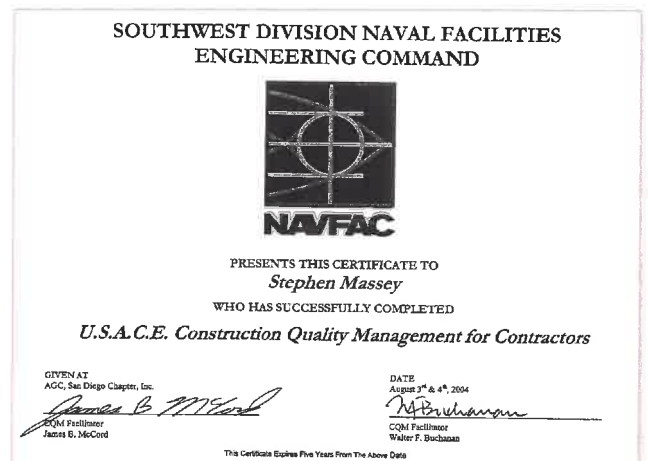 SOUTHWEST DIVISION NAVAL FACILITIES
ENGINEERING COMMAND
NAVFAC
PRESENTS THIS CERTIFICATE TO
Stephen Massey
WHO HAS SUCCESSFULLY COMPLETED
U.S.A.C.E. Construction Quality Management for Contractors
GIVEN AT
AGC, San Diego Chapter, Inc.
James B McCord
CQM Facilitator
James B. McCord
DATE
August 3rd & 4th, 2004
WF Buchanan
CQM Facilitator
Walter F. Buchanan
This Certificate Expires Five Years From The Above Date